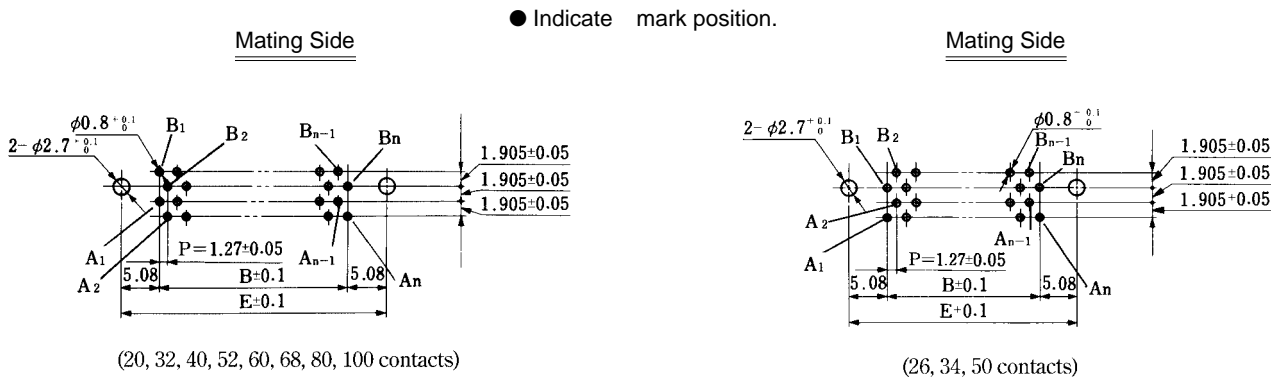 ● Indicate mark position.
Mating Side
φ0.8 +0.1 0
B1
B2
Bn-1
Bn
2-φ2.7 +0.1 0
1.905±0.05
1.905±0.05
1.905±0.05
A1
A2
P=1.27±0.05
An-1
An
5.08
B±0.1
5.08
E±0.1
(20, 32, 40, 52, 60, 68, 80, 100 contacts)
Mating Side
2-φ2.7 +0.1 0
B1
B2
φ0.8 +0.1 0
Bn-1
Bn
1.905±0.05
1.905±0.05
1.905±0.05
A2
A1
An-1
P=1.27±0.05
An
5.08
B±0.1
5.08
E±0.1
(26, 34, 50 contacts)